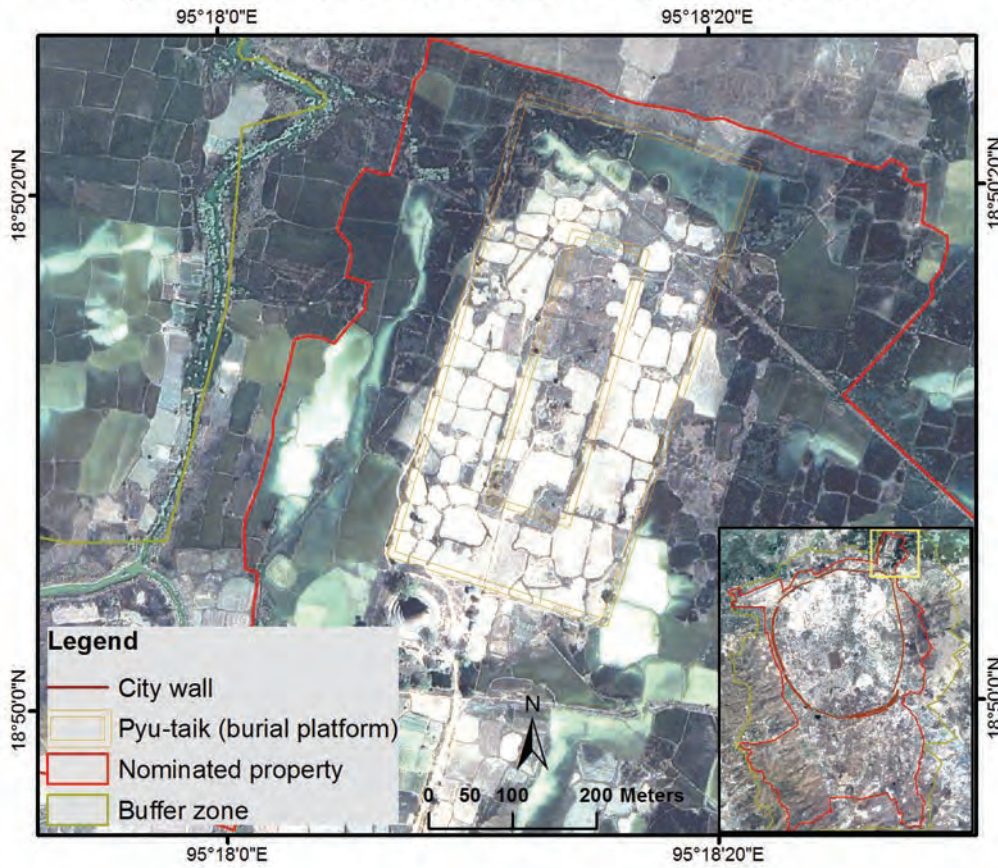 95°18'0"E 95°18'20"E
18°50'20"N 18°50'20"N
18°50'0"N 18°50'0"N
Legend
City wall
Pyu-taik (burial platform)
Nominated property
Buffer zone
N
0 50 100 200 Meters
95°18'0"E 95°18'20"E